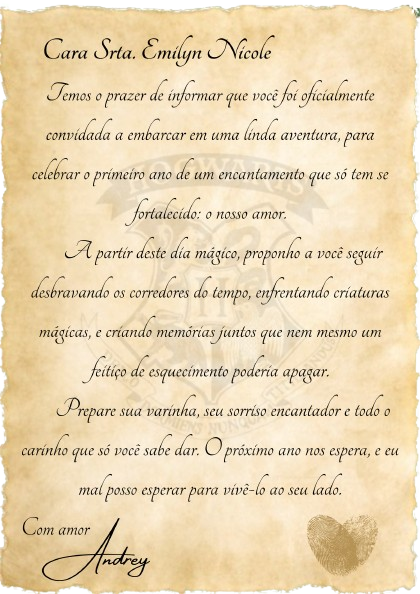 Cara Srta. Emilyn Nicole
Temos o prazer de informar que você foi oficialmente
convidada a embarcar em uma linda aventura, para
celebrar o primeiro ano de um encantamento que só tem se
fortalecido: o nosso amor.
A partir deste dia mágico, proponho a você seguir
desbravando os corredores do tempo, enfrentando criaturas
mágicas, e criando memórias juntos que nem mesmo um
feitiço de esquecimento poderia apagar.
Prepare sua varinha, seu sorriso encantador e todo o
carinho que só você sabe dar. O próximo ano nos espera, e eu
mal posso esperar para vivê-lo ao seu lado.
Com amor
Andrey
HOGWARTS